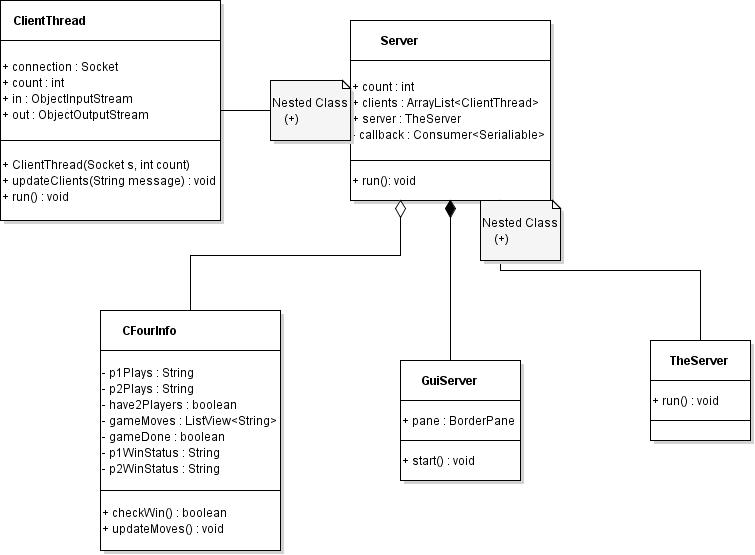 ClientThread
+ connection : Socket
+ count : int
+ in : ObjectInputStream
+ out : ObjectOutputStream
+ ClientThread(Socket s, int count)
+ updateClients(String message) : void
+ run() : void
Nested Class
(+)
Server
+ count : int
+ clients : ArrayList<ClientThread>
+ server : TheServer
- callback : Consumer<Serialiable>
+ run(): void
Nested Class
(+)
CFourInfo
- p1Plays : String
- p2Plays : String
- have2Players : boolean
- gameMoves : ListView<String>
- gameDone : boolean
- p1WinStatus : String
- p2WinStatus : String
+ checkWin() : boolean
+ updateMoves() : void
GuiServer
+ pane : BorderPane
+ start() : void
TheServer
+ run() : void